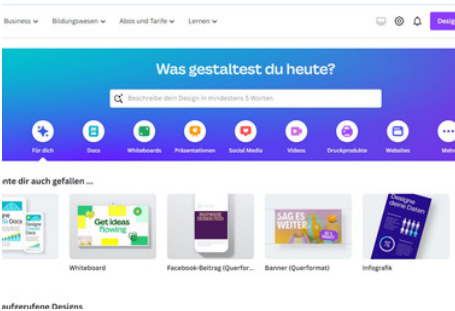 Business Bildungswesen Abos und Tarife Lernen Desig
Was gestaltest du heute?
Beschreibe dein Design in mindestens 5 Worten
Für dich Docs Whiteboards Präsentationen Social Media Videos Druckprodukte Websites Mehr
nte dir auch gefallen ...
Get ideas
flowing
SAG ES
WEITER
Designe
deine Daten
Whiteboard Facebook-Beitrag (Querfor... Banner (Querformat) Infografik
aufgerufene Designs